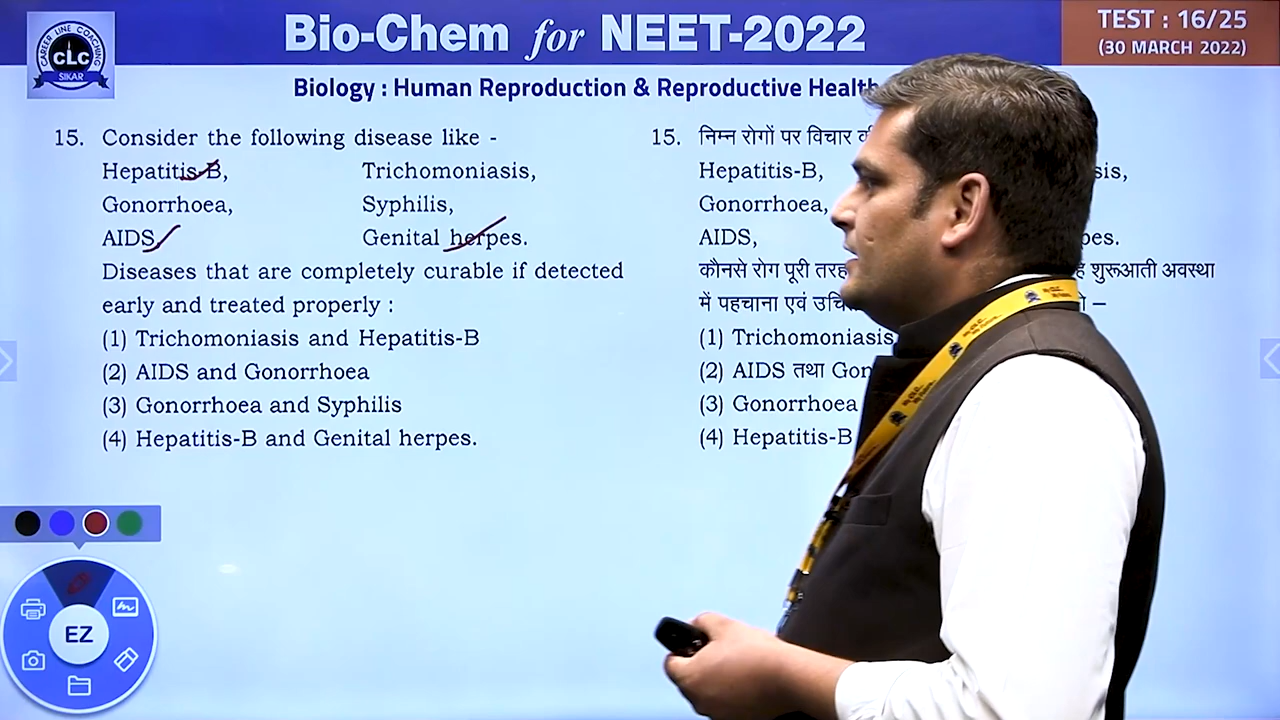 CAREER LINE COACHING
CLC
SIKAR
Bio-Chem for NEET-2022
TEST : 16/25
(30 MARCH 2022)
Biology : Human Reproduction & Reproductive Health
15. Consider the following disease like -
Hepatitis-B, Trichomoniasis,
Gonorrhoea, Syphilis,
AIDS, Genital herpes.
Diseases that are completely curable if detected
early and treated properly :
(1) Trichomoniasis and Hepatitis-B
(2) AIDS and Gonorrhoea
(3) Gonorrhoea and Syphilis
(4) Hepatitis-B and Genital herpes.
15. निम्न रोगों पर विचार
Hepatitis-B,
Gonorrhoea,
AIDS,
कौनसे रोग पूरी शुरूआती अवस्था
में पहचाना एवं –
(1) Trichomoniasis
(2) AIDS तथा
(3) Gonorrhoea
(4) Hepatitis-B
EZ